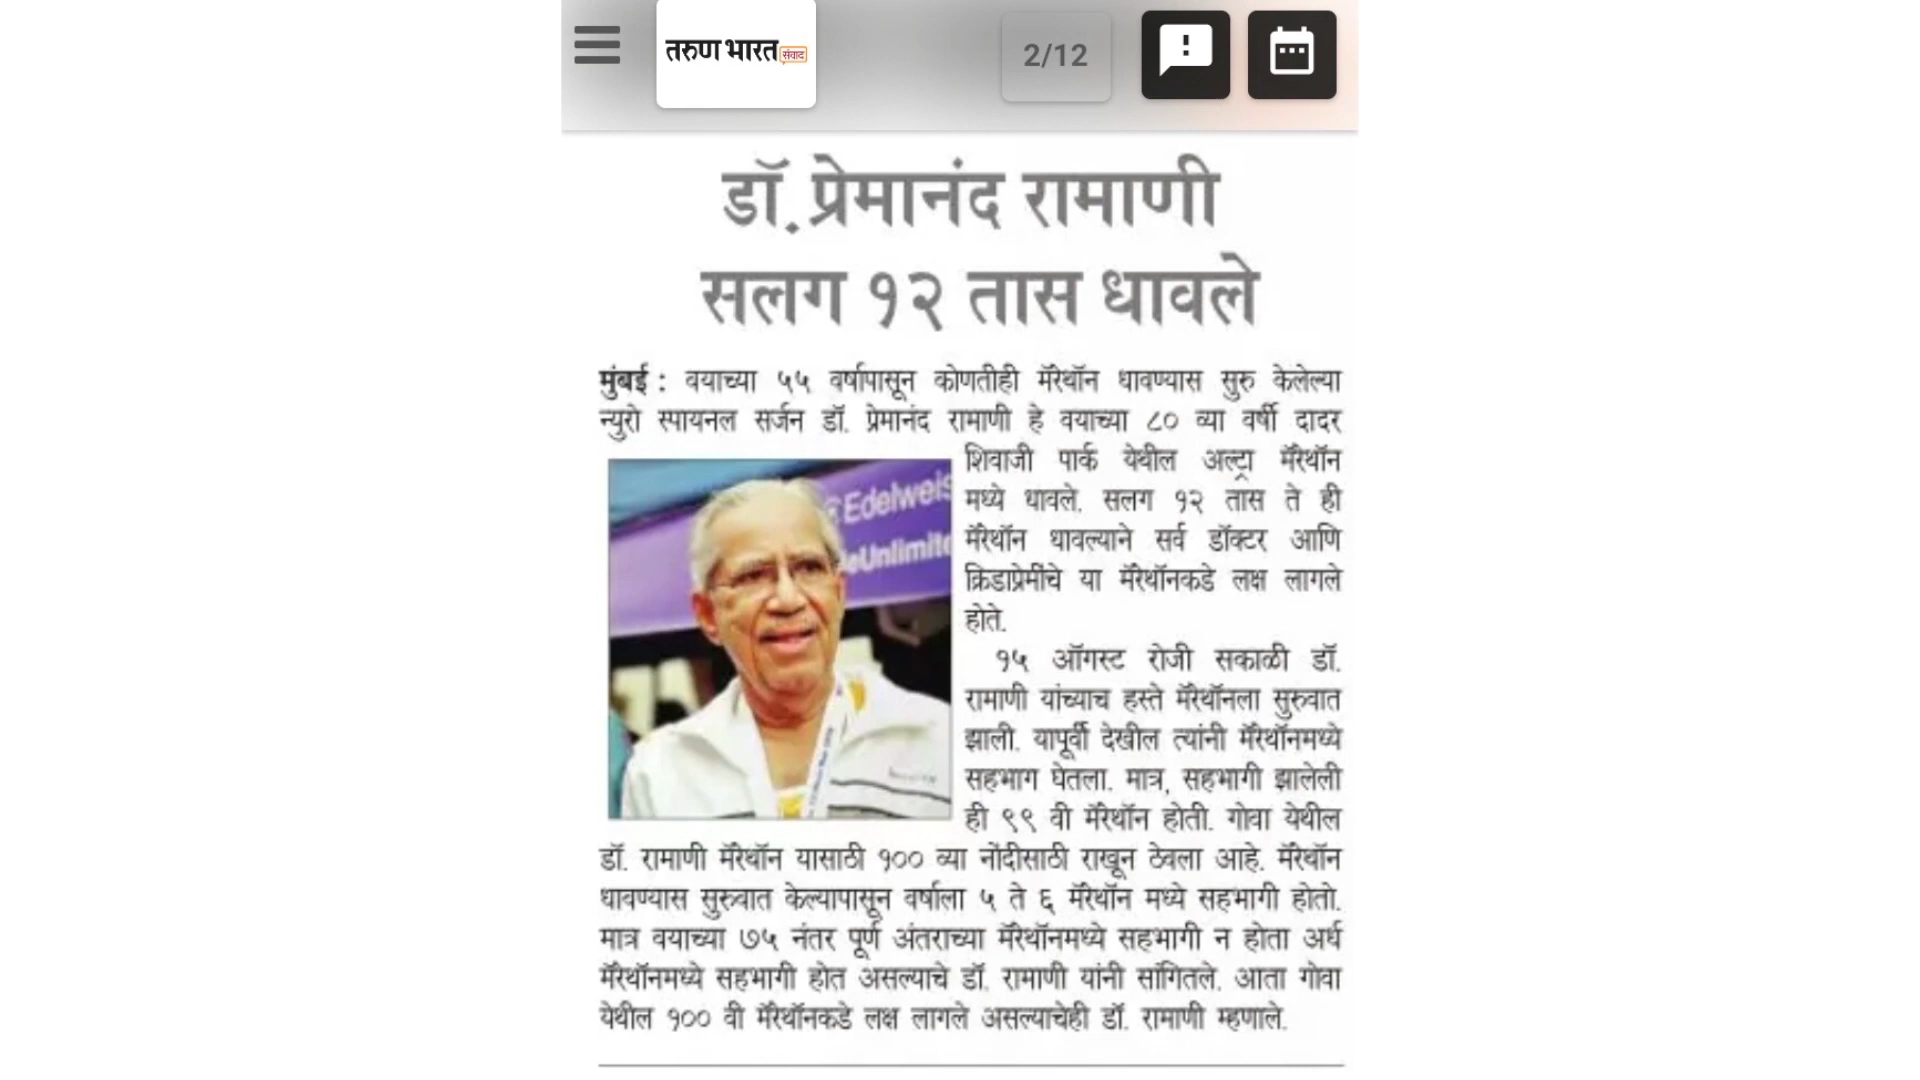 तरुण भारत संवाद
2/12
डॉ. प्रेमानंद रामाणी
सलग १२ तास धावले
मुंबई : वयाच्या ५५ वर्षापासून कोणतीही मॅरेथॉन धावण्यास सुरु केलेल्या
न्युरो स्पायनल सर्जन डॉ. प्रेमानंद रामाणी हे वयाच्या ८० व्या वर्षी दादर
शिवाजी पार्क येथील अल्ट्रा मॅरेथॉन
मध्ये धावले. सलग १२ तास ते ही
मॅरेथॉन धावल्याने सर्व डॉक्टर आणि
क्रिडाप्रेमींचे या मॅरेथॉनकडे लक्ष लागले
होते.
१५ ऑगस्ट रोजी सकाळी डॉ.
रामाणी यांच्याच हस्ते मॅरेथॉनला सुरुवात
झाली. यापूर्वी देखील त्यांनी मॅरेथॉनमध्ये
सहभाग घेतला. मात्र, सहभागी झालेली
ही ९९ वी मॅरेथॉन होती. गोवा येथील
डॉ. रामाणी मॅरेथॉन यासाठी १०० व्या नोंदीसाठी राखून ठेवला आहे. मॅरेथॉन
धावण्यास सुरुवात केल्यापासून वर्षाला ५ ते ६ मॅरेथॉन मध्ये सहभागी होतो.
मात्र वयाच्या ७५ नंतर पूर्ण अंतराच्या मॅरेथॉनमध्ये सहभागी न होता अर्ध
मॅरेथॉनमध्ये सहभागी होत असल्याचे डॉ. रामाणी यांनी सांगितले. आता गोवा
येथील १०० वी मॅरेथॉनकडे लक्ष लागले असल्याचेही डॉ. रामाणी म्हणाले.
Edelweis
eUnlimite